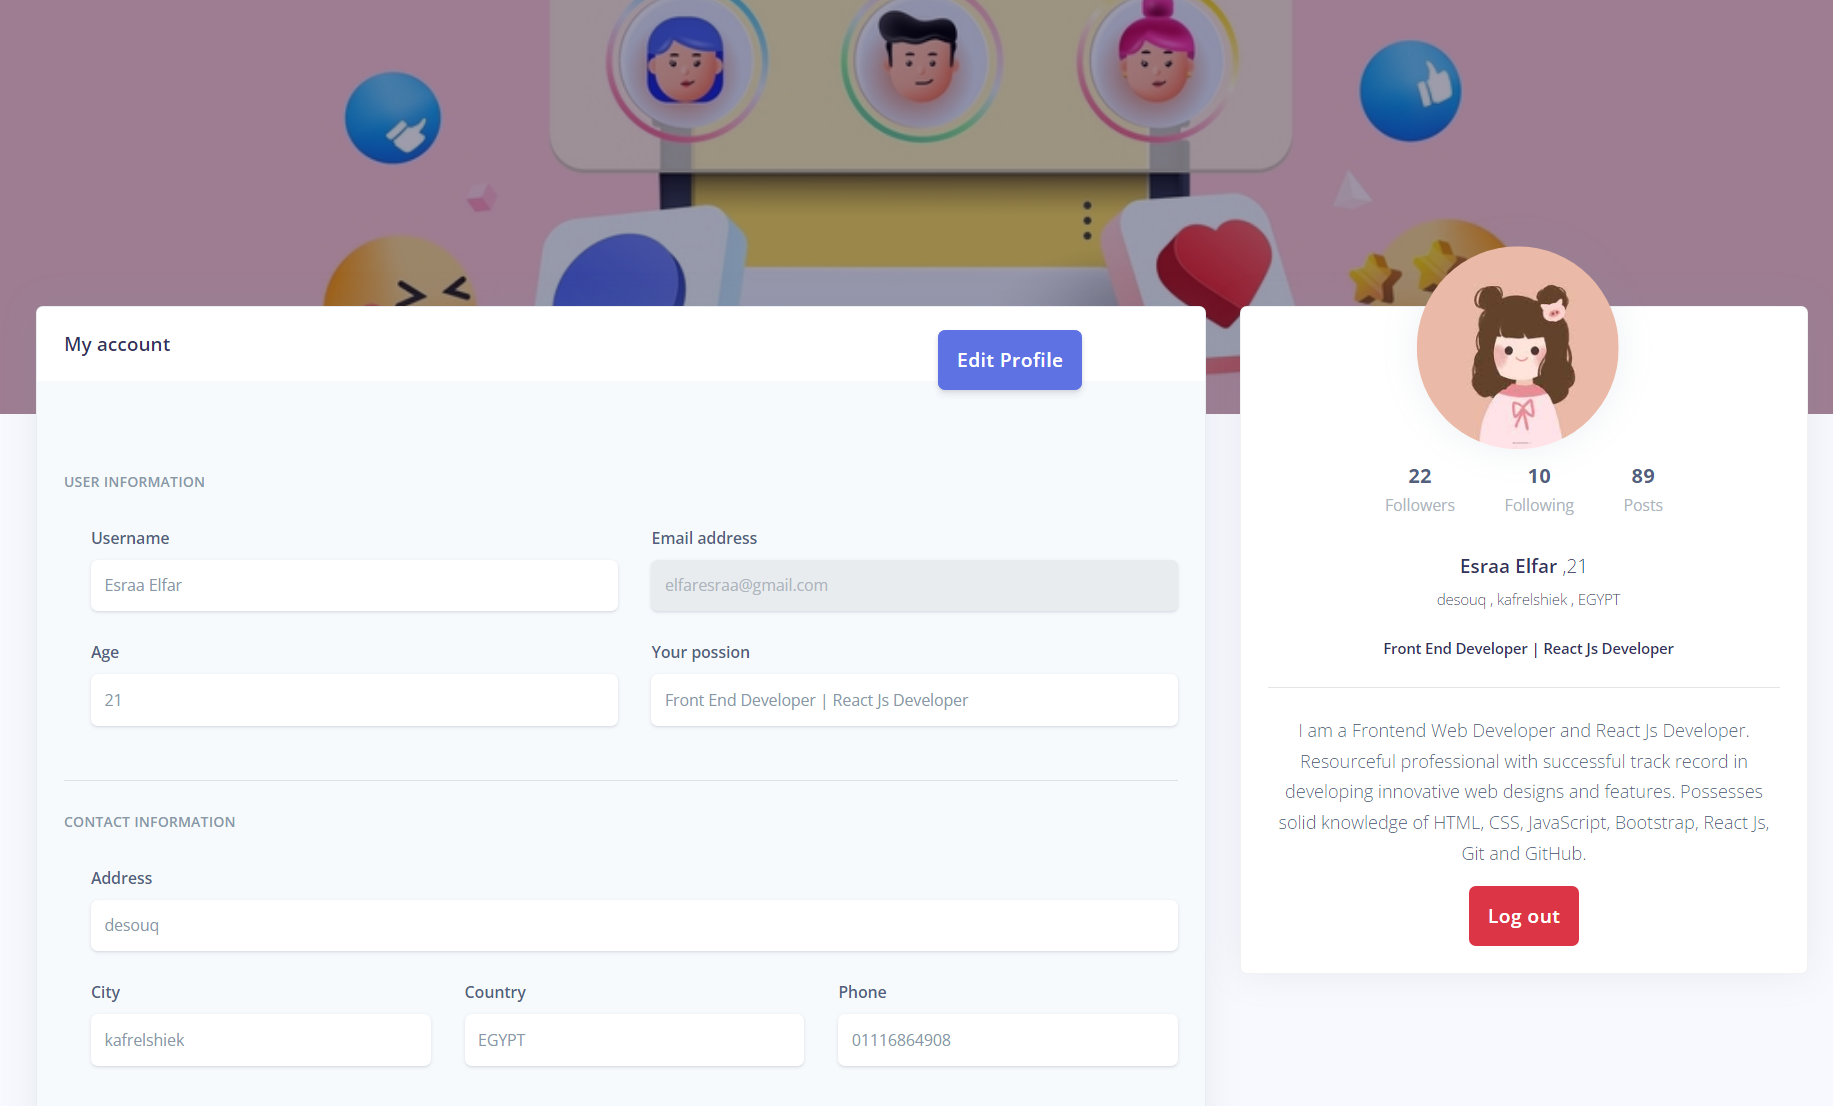 My account
Edit Profile
USER INFORMATION
Username
Email address
Esraa Elfar
elfaresraa@gmail.com
Age
Your possion
21
Front End Developer | React Js Developer
CONTACT INFORMATION
Address
desouq
City
Country
Phone
kafrelshiek
EGYPT
01116864908
22
10
89
Followers
Following
Posts
Esraa Elfar ,21
desouq , kafrelshiek , EGYPT
Front End Developer | React Js Developer
I am a Frontend Web Developer and React Js Developer.
Resourceful professional with successful track record in
developing innovative web designs and features. Possesses
solid knowledge of HTML, CSS, JavaScript, Bootstrap, React Js,
Git and GitHub.
Log out